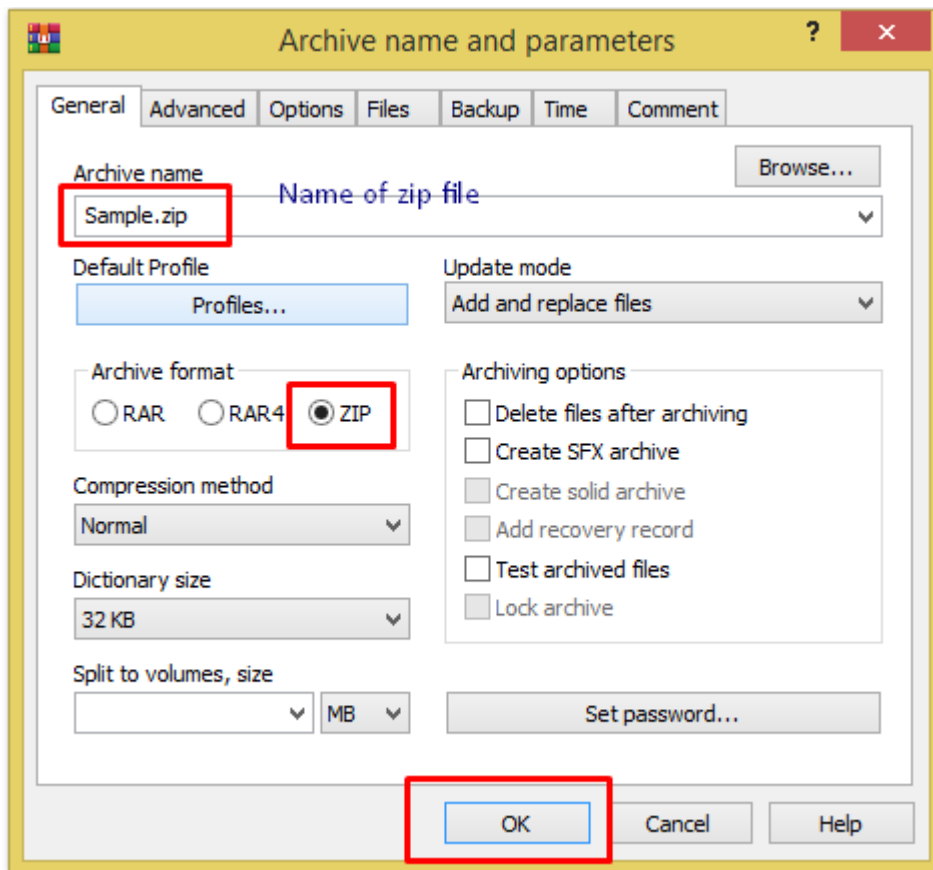 Archive name and parameters
?
General Advanced Options Files Backup Time Comment
Archive name
Browse...
Name of zip file
Sample.zip
Default Profile
Update mode
Profiles...
Add and replace files
Archive format
Archiving options
RAR RAR4 ZIP
Delete files after archiving
Create SFX archive
Compression method
Create solid archive
Normal
Add recovery record
Dictionary size
Test archived files
32 KB
Lock archive
Split to volumes, size
MB
Set password...
OK Cancel Help